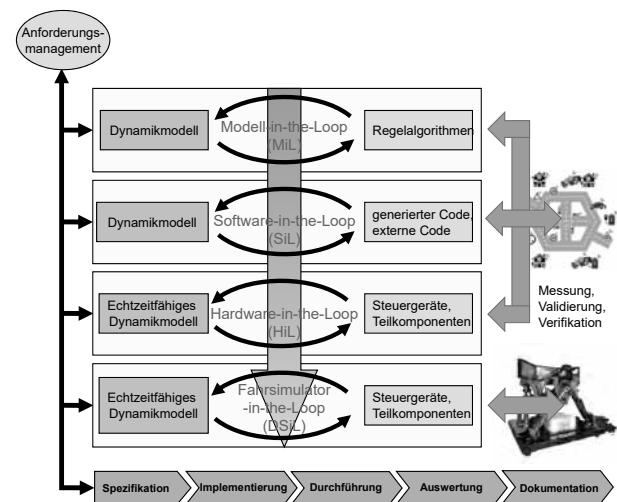 Anforderungs-
management
Dynamikmodell
Modell-in-the-Loop
(MiL)
Regelalgorithmen
Dynamikmodell
Software-in-the-Loop
(SiL)
generierter Code,
externe Code
Echtzeitfähiges
Dynamikmodell
Hardware-in-the-Loop
(HiL)
Steuergeräte,
Teilkomponenten
Messung,
Validierung,
Verifikation
Echtzeitfähiges
Dynamikmodell
Fahrsimulator
-in-the-Loop
(DSiL)
Steuergeräte,
Teilkomponenten
Spezifikation
Implementierung
Durchführung
Auswertung
Dokumentation